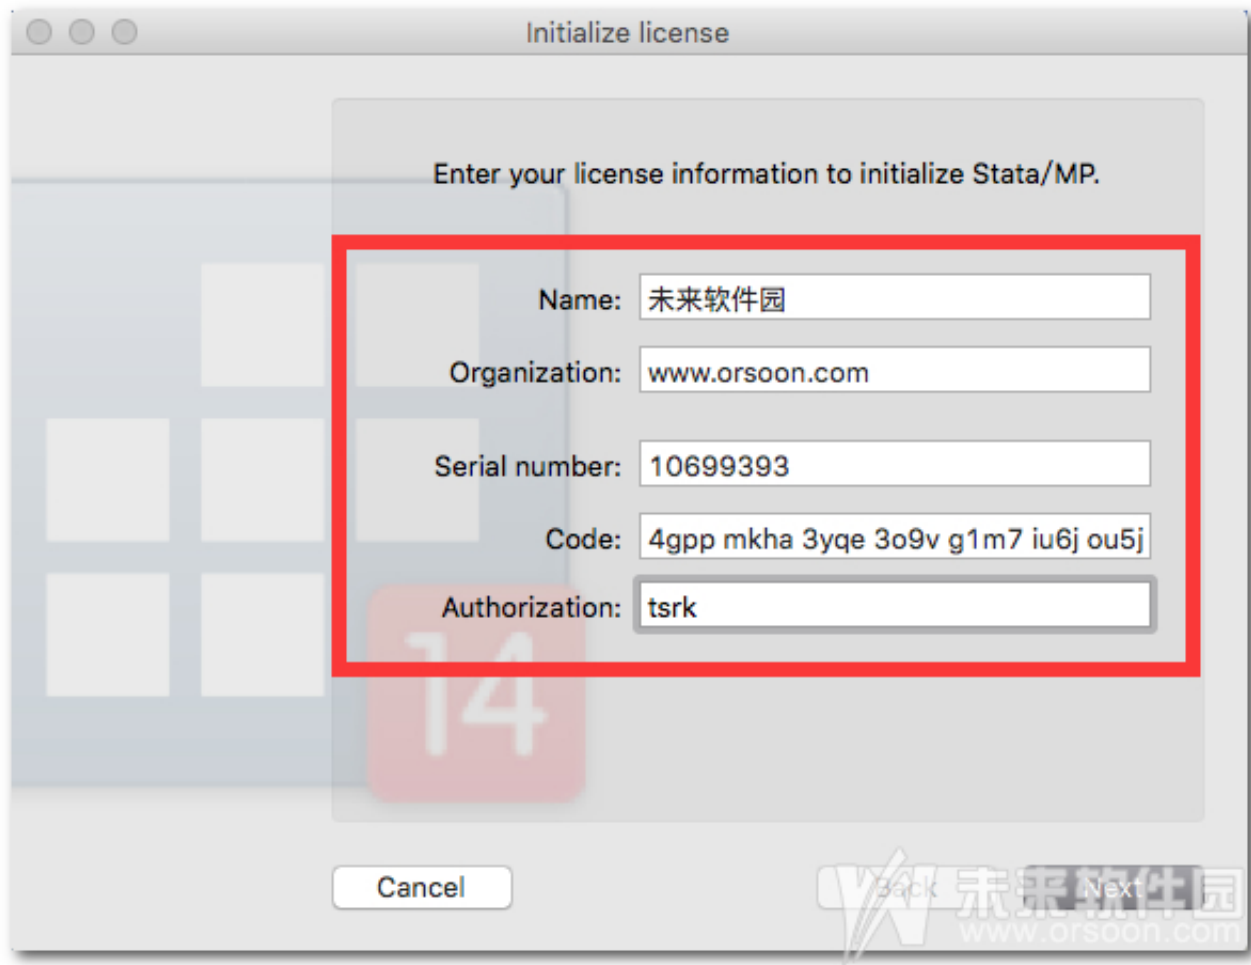 Initialize license
Enter your license information to initialize Stata/MP.
Name: 未来软件园
Organization: www.orsoon.com
Serial number: 10699393
Code: 4gpp mkha 3yqe 3o9v g1m7 iu6j ou5j
Authorization: tsrk
14
Cancel Back Next
未来软件园
www.orsoon.com